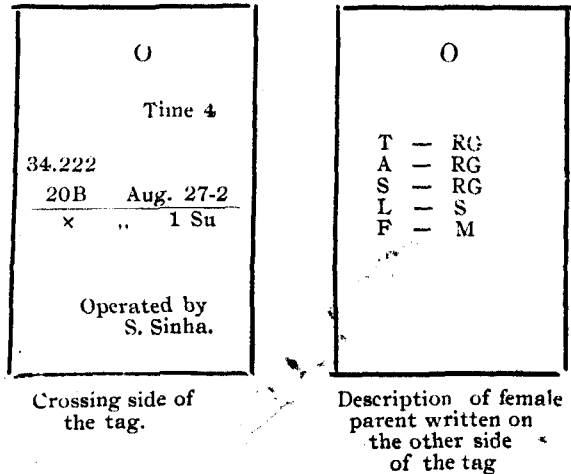 O
Time 4
34.222
20B Aug. 27-2
× ,, 1 Su
Operated by
S. Sinha.
Crossing side of
the tag.
O
T — RG
A — RG
S — RG
L — S
F — M
Description of female
parent written on
the other side
of the tag